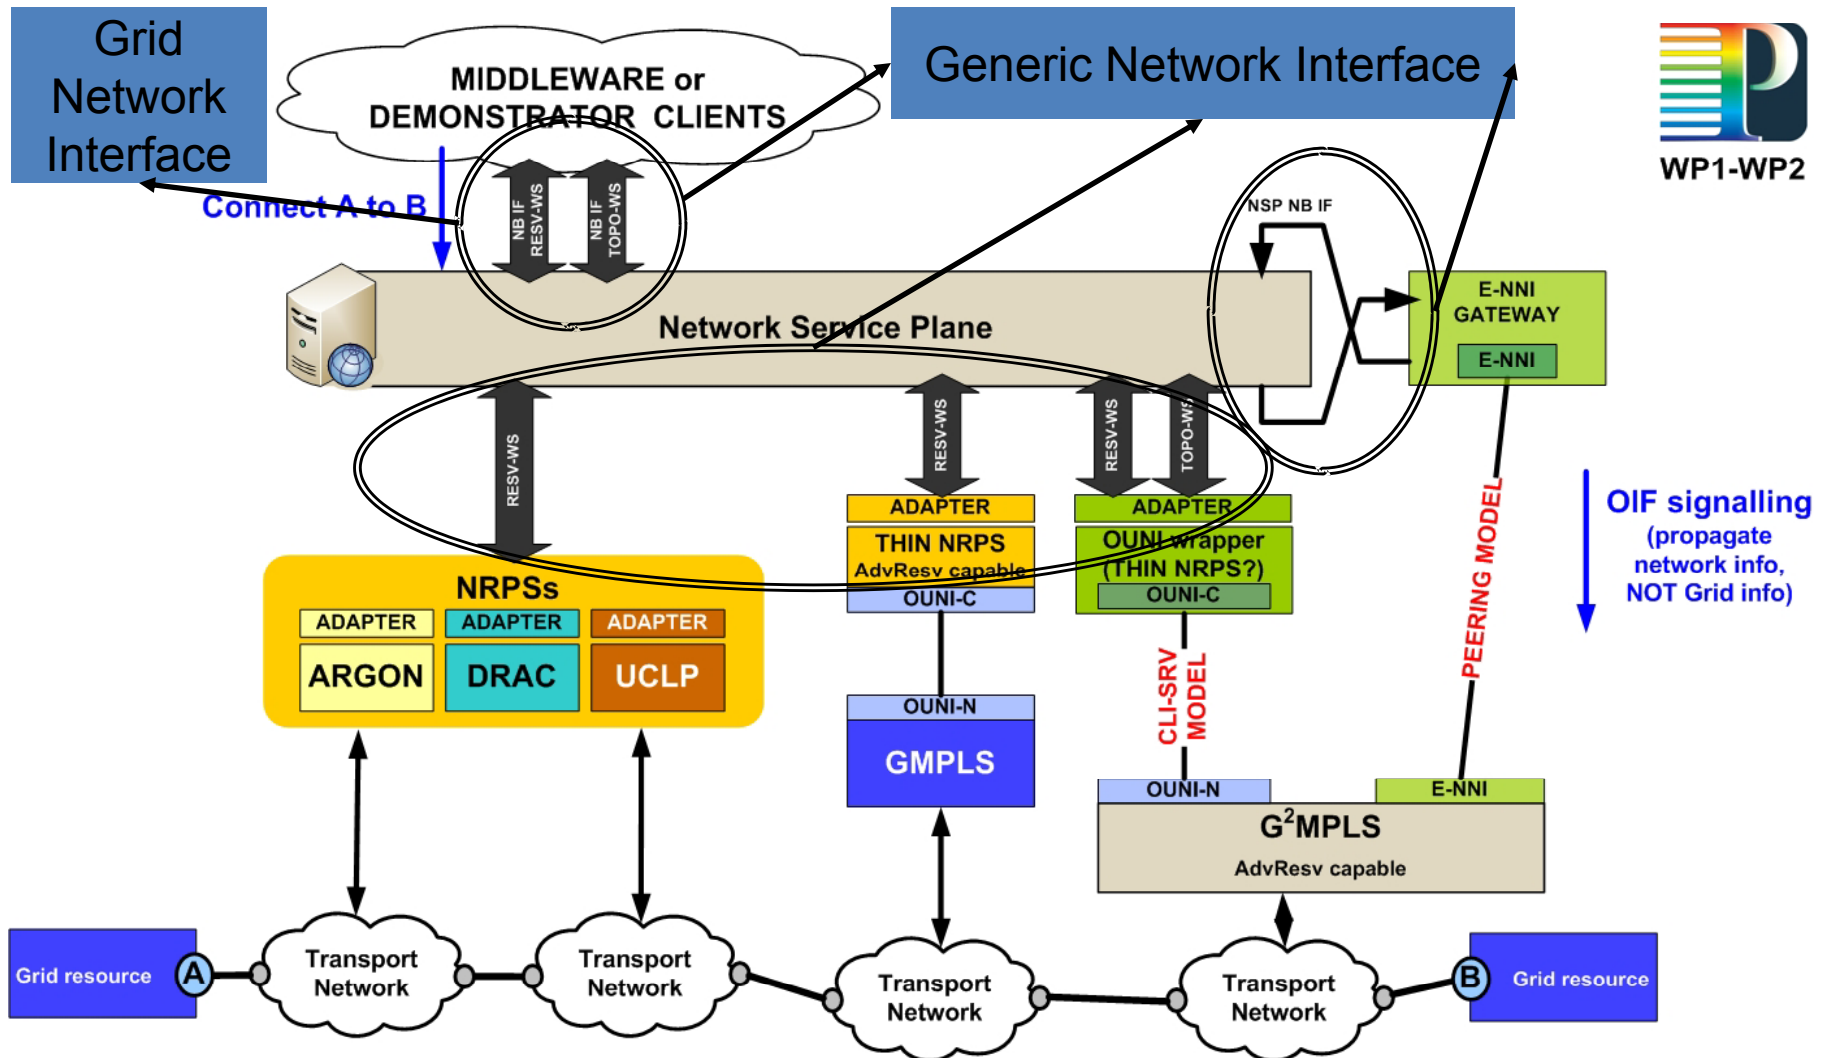 Grid
Network
Interface
MIDDLEWARE or
DEMONSTRATOR CLIENTS
Generic Network Interface
P
WP1-WP2
Connect A to B
NB IF
RESV-WS
NB IF
TOPO-WS
NSP NB IF
Network Service Plane
E-NNI
GATEWAY
E-NNI
RESV-WS
RESV-WS
RESV-WS
TOPO-WS
ADAPTER
THIN NRPS
AdvResv capable
OUNI-C
ADAPTER
OUNI wrapper
(THIN NRPS?)
OUNI-C
PEERING MODEL
OIF signalling
(propagate
network info,
NOT Grid info)
NRPSs
ADAPTER
ADAPTER
ADAPTER
ARGON
DRAC
UCLP
CLI-SRV
MODEL
OUNI-N
GMPLS
OUNI-N
E-NNI
G²MPLS
AdvResv capable
Grid resource
A
Transport
Network
Transport
Network
Transport
Network
Transport
Network
B
Grid resource